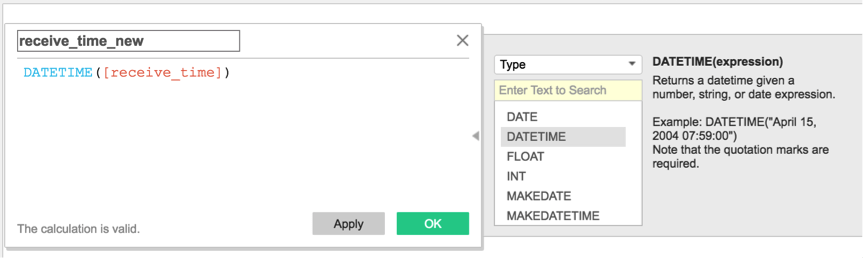 receive_time_new
DATETIME([receive_time])
The calculation is valid.
Apply
OK
Type
Enter Text to Search
DATE
DATETIME
FLOAT
INT
MAKEDATE
MAKEDATETIME
DATETIME(expression)
Returns a datetime given a
number, string, or date expression.
Example: DATETIME("April 15,
2004 07:59:00")
Note that the quotation marks are
required.